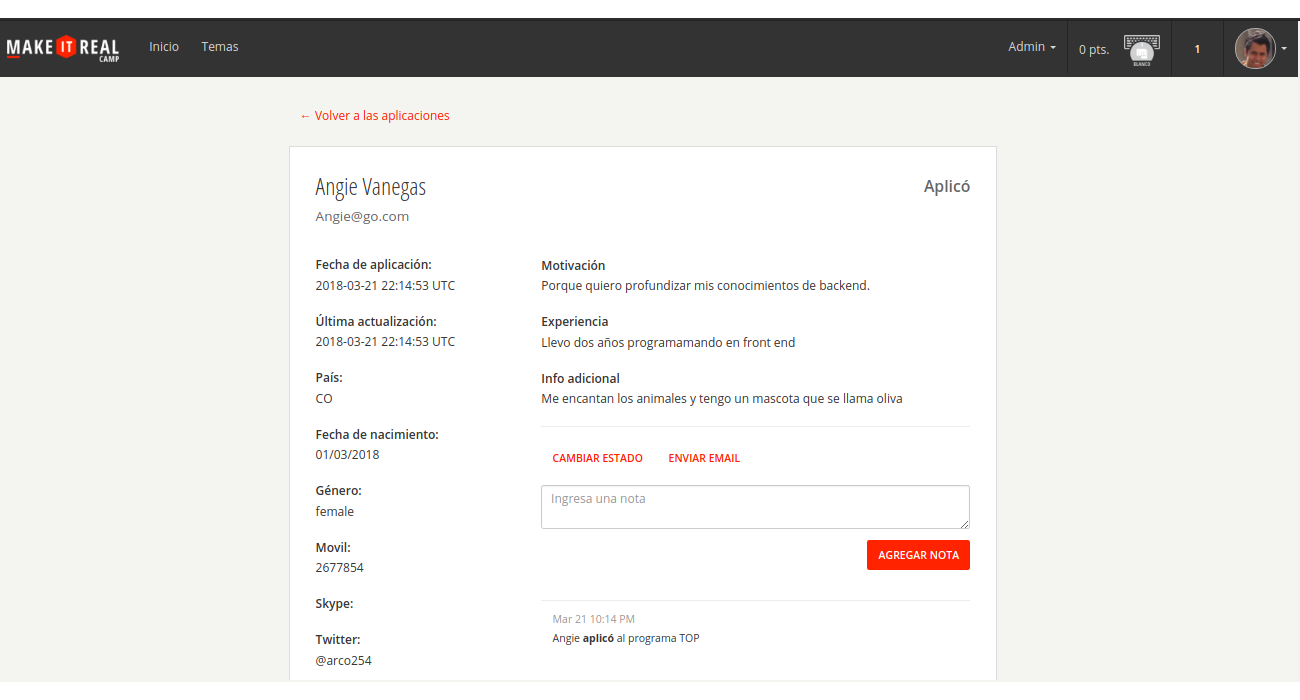 MAKE IT REAL CAMP
Inicio
Temas
Admin
0 pts.
BLANCO
1
← Volver a las aplicaciones
Angie Vanegas
Aplicó
Angie@go.com
Fecha de aplicación:
2018-03-21 22:14:53 UTC
Última actualización:
2018-03-21 22:14:53 UTC
País:
CO
Fecha de nacimiento:
01/03/2018
Género:
female
Movil:
2677854
Skype:
Twitter:
@arco254
Motivación
Porque quiero profundizar mis conocimientos de backend.
Experiencia
Llevo dos años programamando en front end
Info adicional
Me encantan los animales y tengo un mascota que se llama oliva
CAMBIAR ESTADO
ENVIAR EMAIL
Ingresa una nota
AGREGAR NOTA
Mar 21 10:14 PM
Angie aplicó al programa TOP